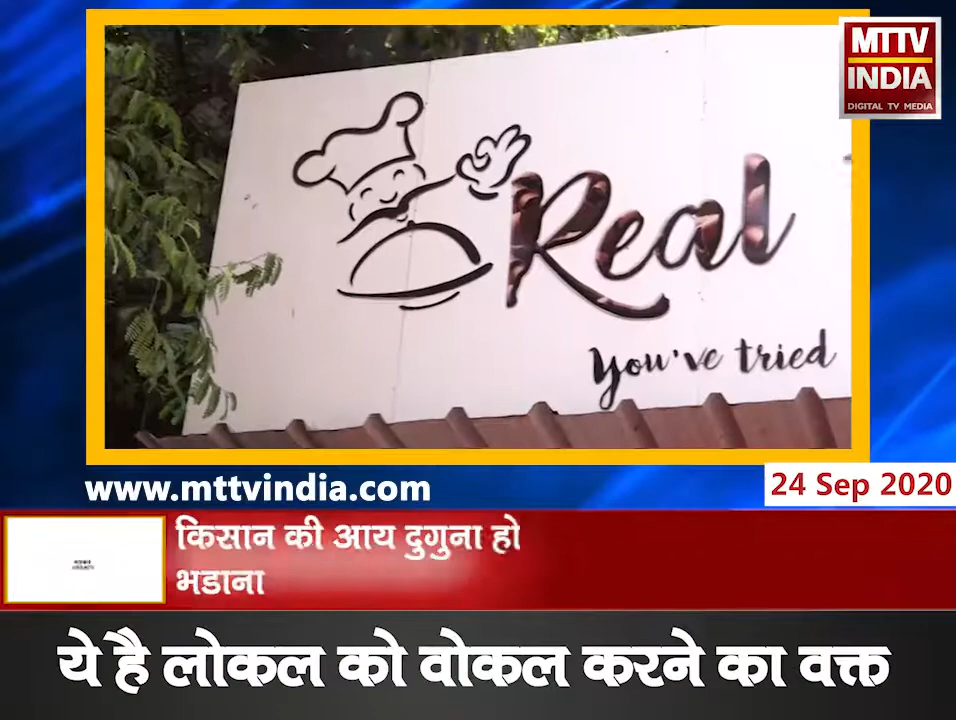 MTTV
INDIA
DIGITAL TV MEDIA
Real
You've tried
www.mttvindia.com
24 Sep 2020
किसान की आय दुगुना हो
भडाना
ये है लोकल को वोकल करने का वक्त